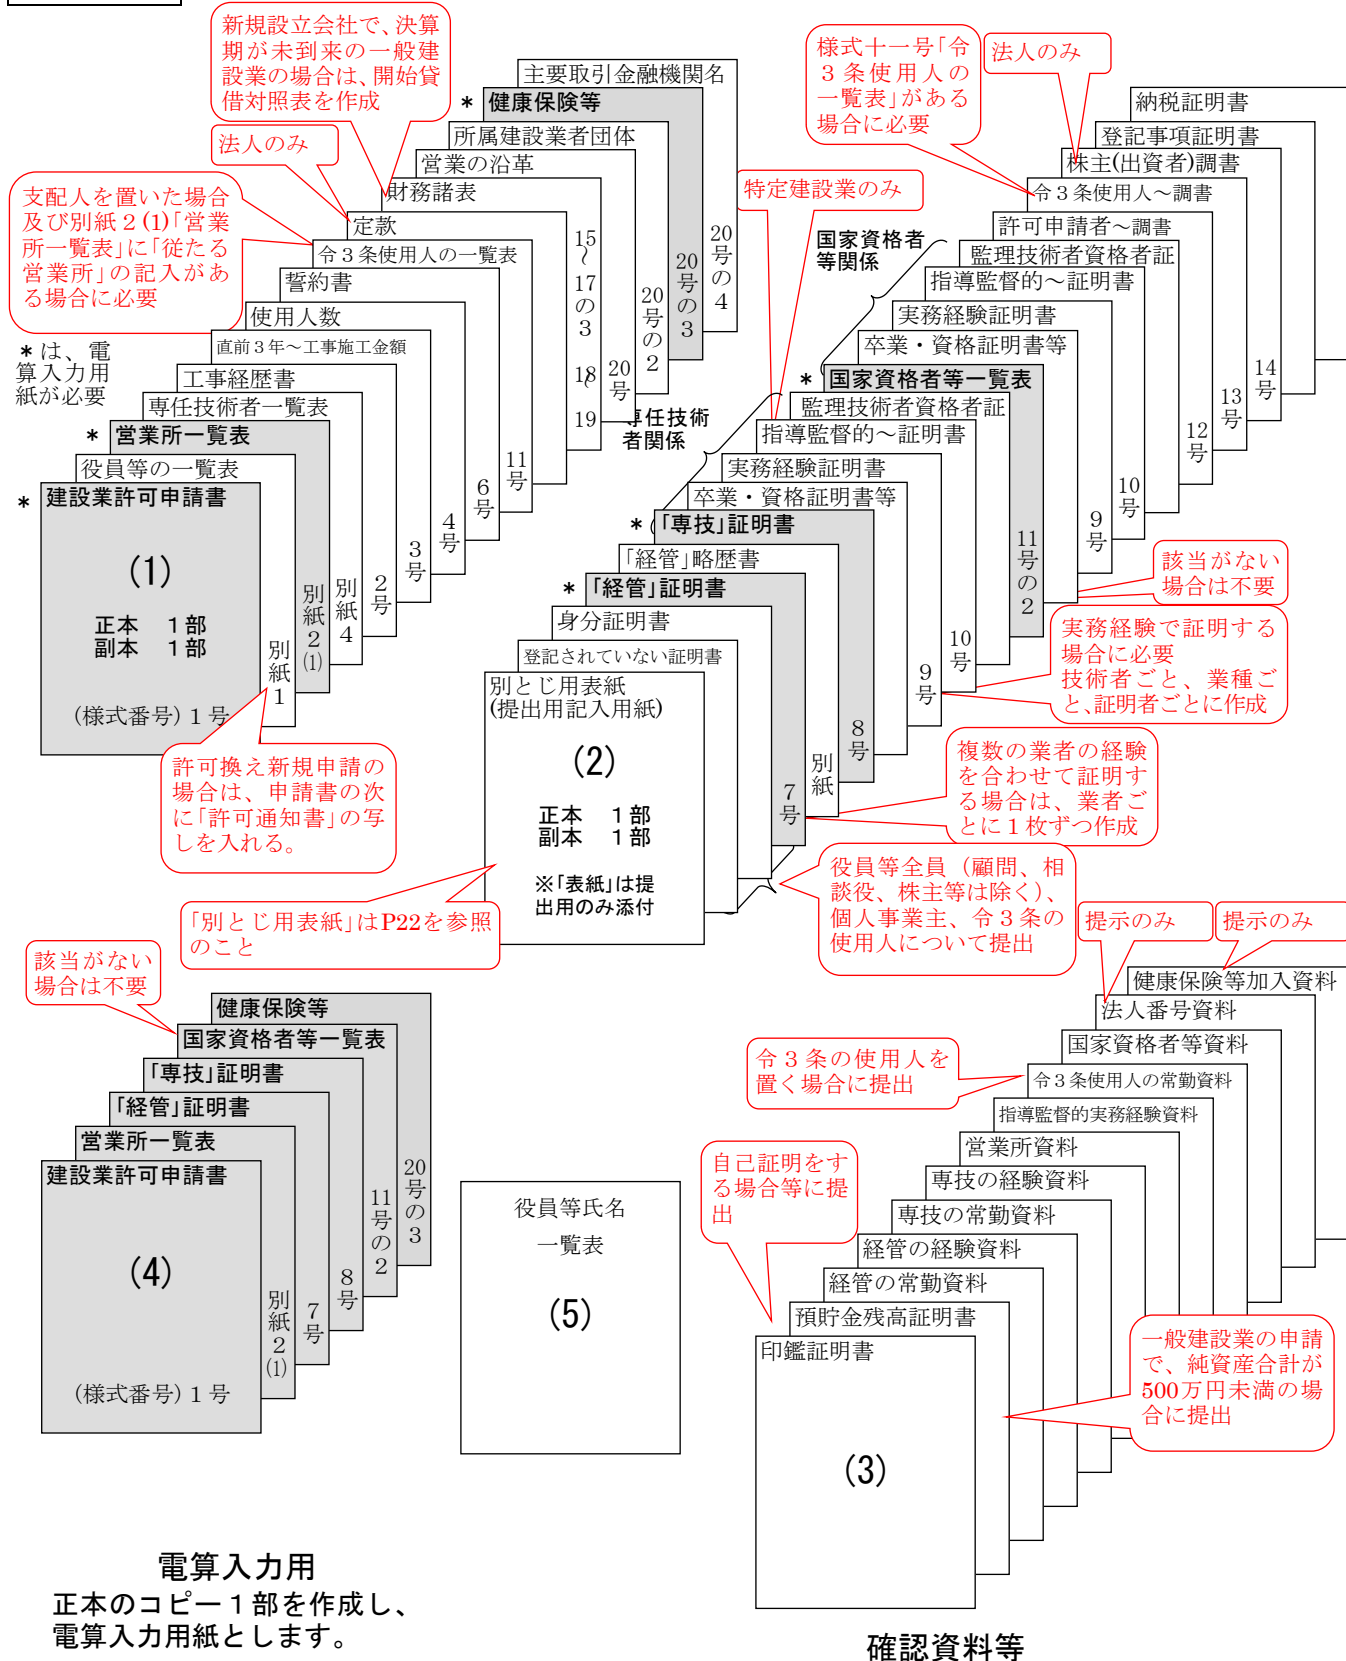 新規設立会社で、決算
期が未到来の一般建
設業の場合は、開始貸
借対照表を作成
法人のみ
支配人を置いた場合
及び別紙２(1)「営業
所一覧表」に「従たる
営業所」の記入があ
る場合に必要
*は、電
算入力用
紙が必要
主要取引金融機関名
20号の4
* 健康保険等
20号の3
所属建設業者団体
20号の2
営業の沿革
20号
財務諸表
15～17の3
18～19
定款
令３条使用人の一覧表
11号
誓約書
6号
使用人数
4号
直前３年～工事施工金額
3号
工事経歴書
2号
専任技術者一覧表
別紙4
* 営業所一覧表
別紙2(1)
役員等の一覧表
別紙1
* 建設業許可申請書
(1)
正本　１部
副本　１部
(様式番号)１号
許可換え新規申請の
場合は、申請書の次
に「許可通知書」の写
しを入れる。
様式十一号「令
３条使用人の
一覧表」がある
場合に必要
法人のみ
特定建設業のみ
国家資格者
等関係
専任技術
者関係
納税証明書
登記事項証明書
株主(出資者)調書
14号
令３条使用人～調書
13号
許可申請者～調書
12号
監理技術者資格者証
指導監督的～証明書
10号
実務経験証明書
9号
卒業・資格証明書等
* 国家資格者等一覧表
11号の2
監理技術者資格者証
指導監督的～証明書
10号
実務経験証明書
9号
卒業・資格証明書等
* 「専技」証明書
8号
「経管」略歴書
別紙
* 「経管」証明書
7号
身分証明書
登記されていない証明書
別とじ用表紙
(提出用記入用紙)
(2)
正本　１部
副本　１部
※「表紙」は提
出用のみ添付
該当がない
場合は不要
実務経験で証明する
場合に必要
技術者ごと、業種ご
と、証明者ごとに作成
複数の業者の経験
を合わせて証明す
る場合は、業者ご
とに１枚ずつ作成
役員等全員（顧問、相
談役、株主等は除く）、
個人事業主、令３条の
使用人について提出
「別とじ用表紙」はP22を参照
のこと
該当がない
場合は不要
健康保険等
20号の3
国家資格者等一覧表
11号の2
「専技」証明書
8号
「経管」証明書
7号
営業所一覧表
別紙2(1)
建設業許可申請書
(4)
(様式番号)１号
電算入力用
正本のコピー１部を作成し、
電算入力用紙とします。
役員等氏名
一覧表
(5)
提示のみ
提示のみ
令３条の使用人を
置く場合に提出
自己証明をす
る場合等に提
出
健康保険等加入資料
法人番号資料
国家資格者等資料
令３条使用人の常勤資料
指導監督的実務経験資料
営業所資料
専技の経験資料
専技の常勤資料
経管の経験資料
経管の常勤資料
預貯金残高証明書
印鑑証明書
(3)
一般建設業の申請
で、純資産合計が
500万円未満の場
合に提出
確認資料等